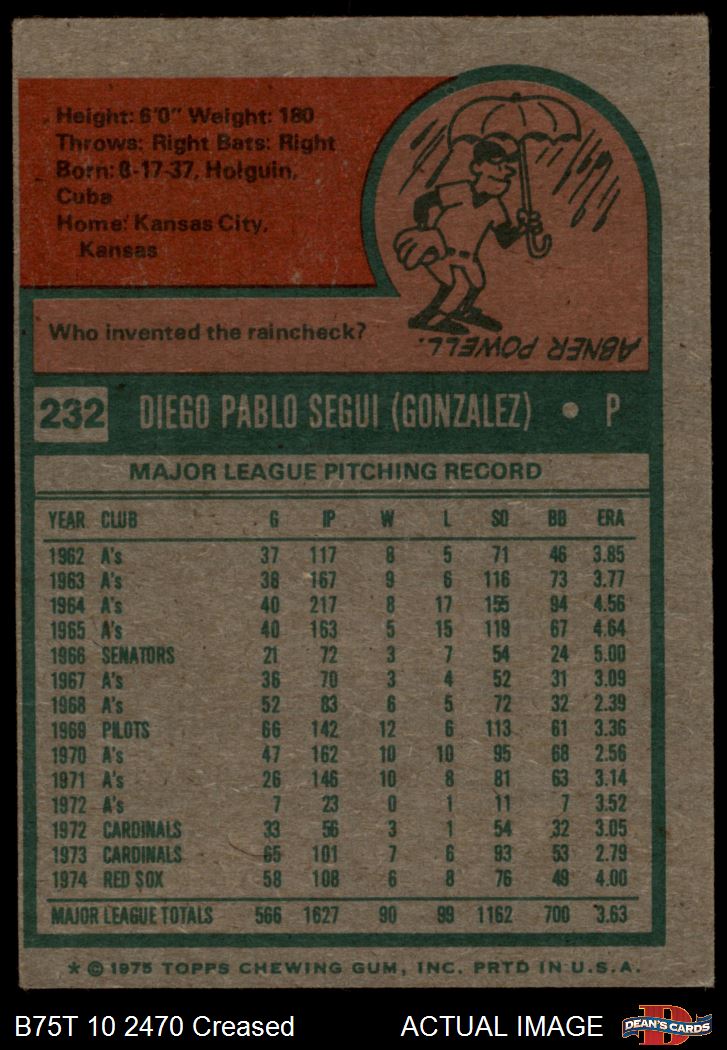 Height: 6'0" Weight: 180
Throws: Right Bats: Right
Born: 8-17-37, Holguin,
Cuba
Home: Kansas City,
Kansas
Who invented the raincheck?
ABNER POWELL.
232 DIEGO PABLO SEGUI (GONZALEZ) • P
MAJOR LEAGUE PITCHING RECORD
YEAR CLUB G IP W L SO BB ERA
1962 A's 37 117 8 5 71 46 3.85
1963 A's 38 167 9 6 116 73 3.77
1964 A's 40 217 8 17 155 94 4.56
1965 A's 40 163 5 15 119 67 4.64
1966 SENATORS 21 72 3 7 54 24 5.00
1967 A's 36 70 3 4 52 31 3.09
1968 A's 52 83 6 5 72 32 2.39
1969 PILOTS 66 142 12 6 113 61 3.36
1970 A's 47 162 10 10 95 68 2.56
1971 A's 26 146 10 8 81 63 3.14
1972 A's 7 23 0 1 11 7 3.52
1972 CARDINALS 33 56 3 1 54 32 3.05
1973 CARDINALS 65 101 7 6 93 53 2.79
1974 RED SOX 58 108 6 8 76 49 4.00
MAJOR LEAGUE TOTALS 566 1627 90 99 1162 700 3.63
* © 1975 TOPPS CHEWING GUM, INC. PRTD IN U.S.A.
B75T 10 2470 Creased ACTUAL IMAGE DEAN'S CARDS